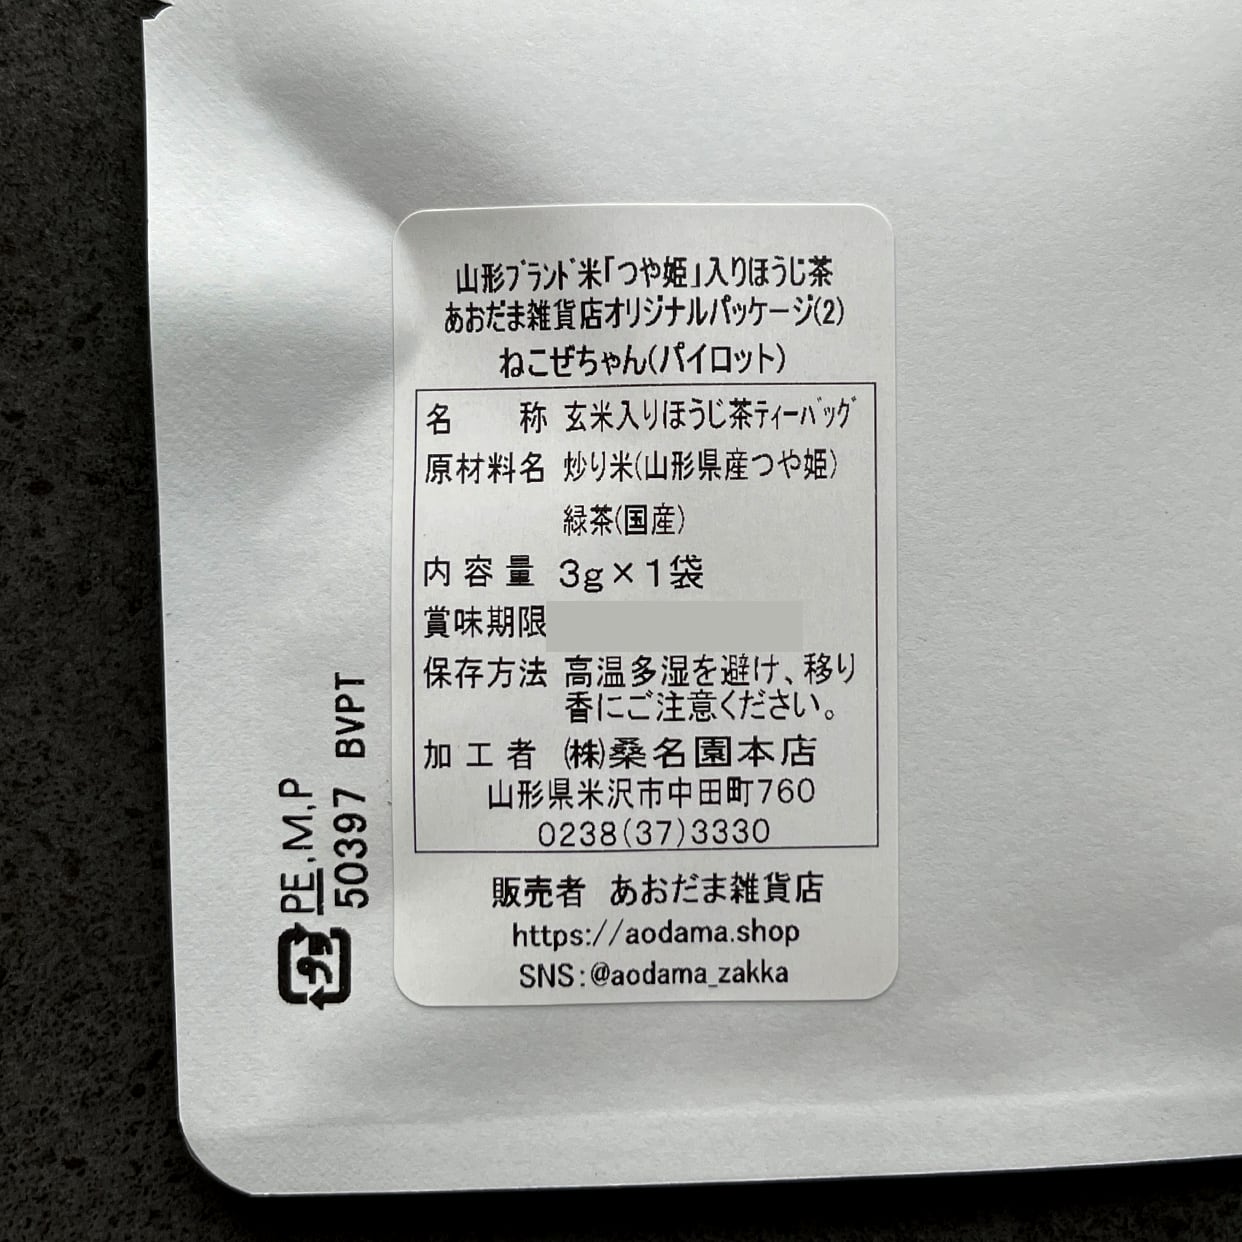 山形ﾌﾞﾗﾝﾄﾞ米｢つや姫｣入りほうじ茶
あおだま雑貨店オリジナルパッケージ(2)
ねこぜちゃん(パイロット)
名　　称 玄米入りほうじ茶ﾃｨｰﾊﾞｯｸﾞ
原材料名 炒り米(山形県産つや姫)
緑茶(国産)
内容量 3g×1袋
賞味期限
保存方法 高温多湿を避け、移り
香にご注意ください。
加工者 ㈱桑名園本店
山形県米沢市中田町760
0238(37)3330
販売者 あおだま雑貨店
https://aodama.shop
SNS:@aodama_zakka
プラ PE,M,P
50397 BVPT